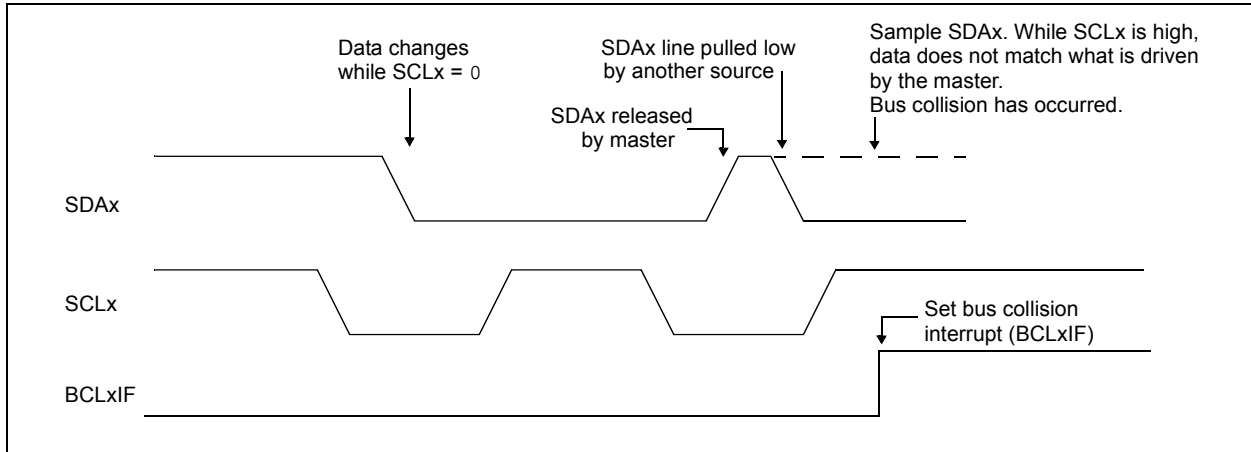 Data changes
while SCLx = 0
SDAx line pulled low
by another source
Sample SDAx. While SCLx is high,
data does not match what is driven
by the master.
Bus collision has occurred.
SDAx released
by master
SDAx
SCLx
Set bus collision
interrupt (BCLxIF)
BCLxIF